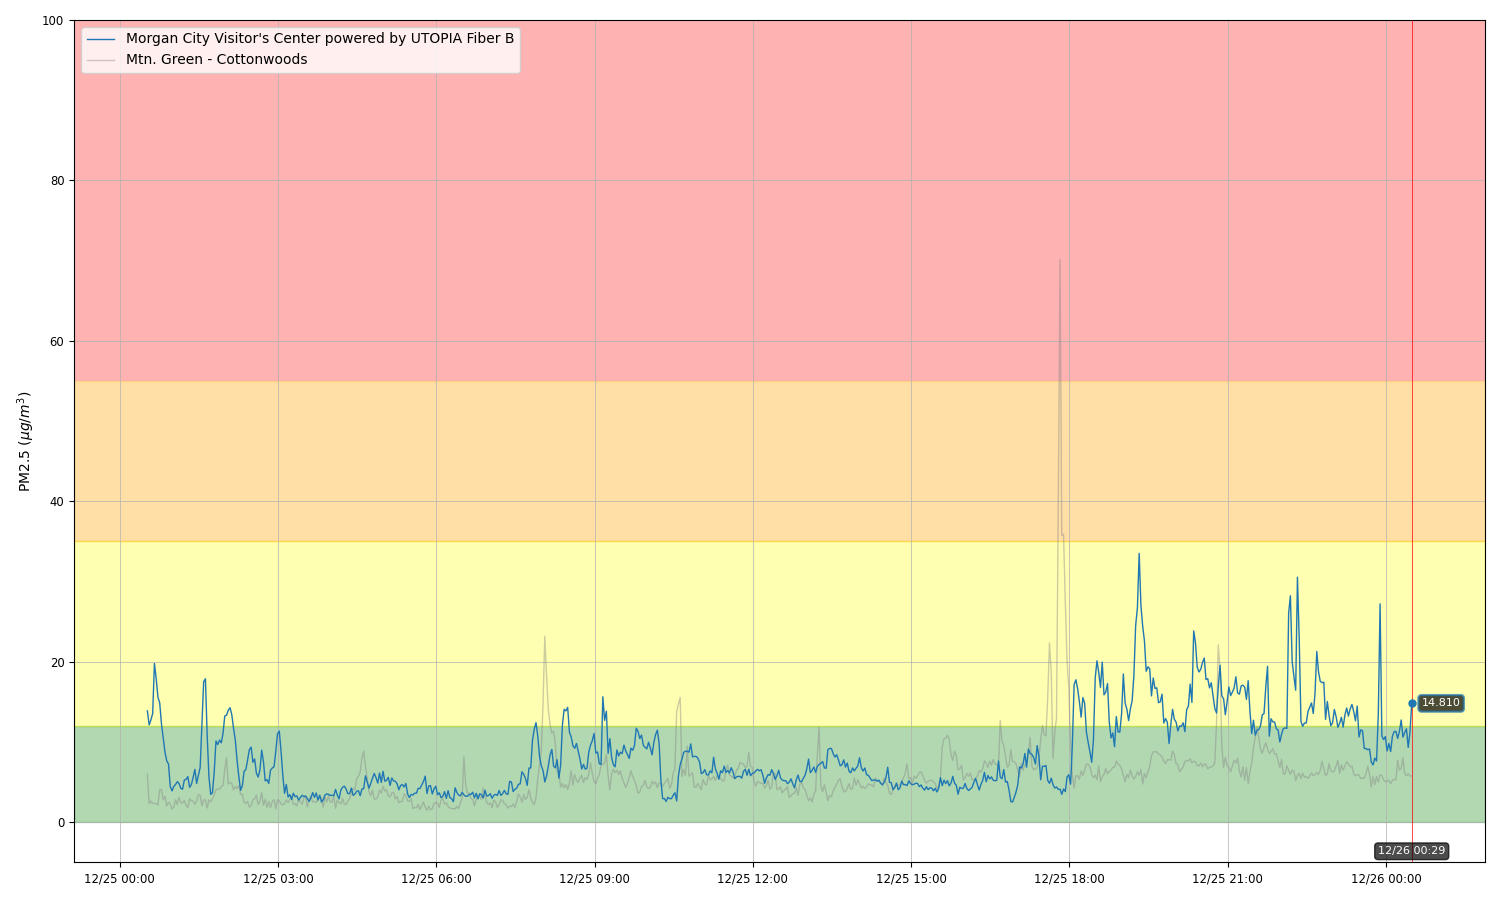 100
Morgan City Visitor's Center powered by UTOPIA Fiber B
Mtn. Green - Cottonwoods
80
60
PM2.5 (μg/m³)
40
20
14.810
0
12/26 00:29
12/25 00:00 12/25 03:00 12/25 06:00 12/25 09:00 12/25 12:00 12/25 15:00 12/25 18:00 12/25 21:00 12/26 00:00